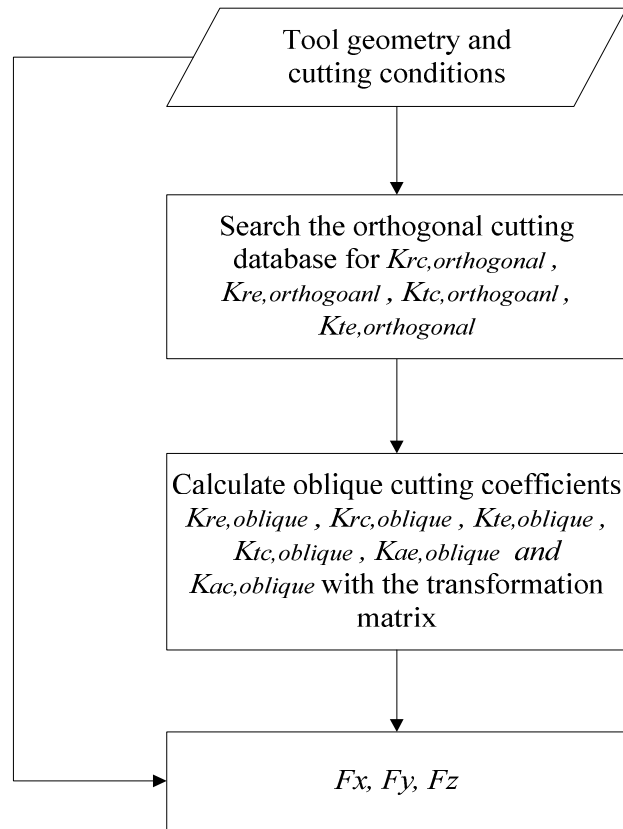 Tool geometry and
cutting conditions
Search the orthogonal cutting
database for Krc,orthogonal ,
Kre,orthogoanl , Ktc,orthogoanl ,
Kte,orthogonal
Calculate oblique cutting coefficients
Kre,oblique , Krc,oblique , Kte,oblique ,
Ktc,oblique , Kae,oblique and
Kac,oblique with the transformation
matrix
Fx, Fy, Fz